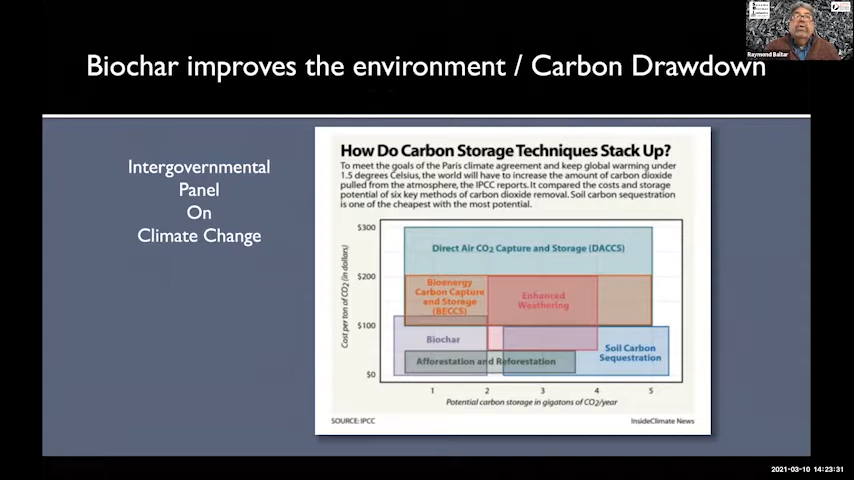 Biochar improves the environment / Carbon Drawdown
Raymond Baltar
Intergovernmental
Panel
On
Climate Change
How Do Carbon Storage Techniques Stack Up?
To meet the goals of the Paris climate agreement and keep global warming under
1.5 degrees Celsius, the world will have to increase the amount of carbon dioxide
pulled from the atmosphere, the IPCC reports. It compared the costs and storage
potential of six key methods of carbon dioxide removal. Soil carbon sequestration
is one of the cheapest with the most potential.
Cost per ton of CO2 (in dollars)
$300
$200
$100
$0
Direct Air CO2 Capture and Storage (DACCS)
Bioenergy
Carbon Capture
and Storage
(BECCS)
Enhanced
Weathering
Biochar
Soil Carbon
Sequestration
Afforestation and Reforestation
1 2 3 4 5
Potential carbon storage in gigatons of CO2/year
SOURCE: IPCC
InsideClimate News
2021-03-10 14:23:31